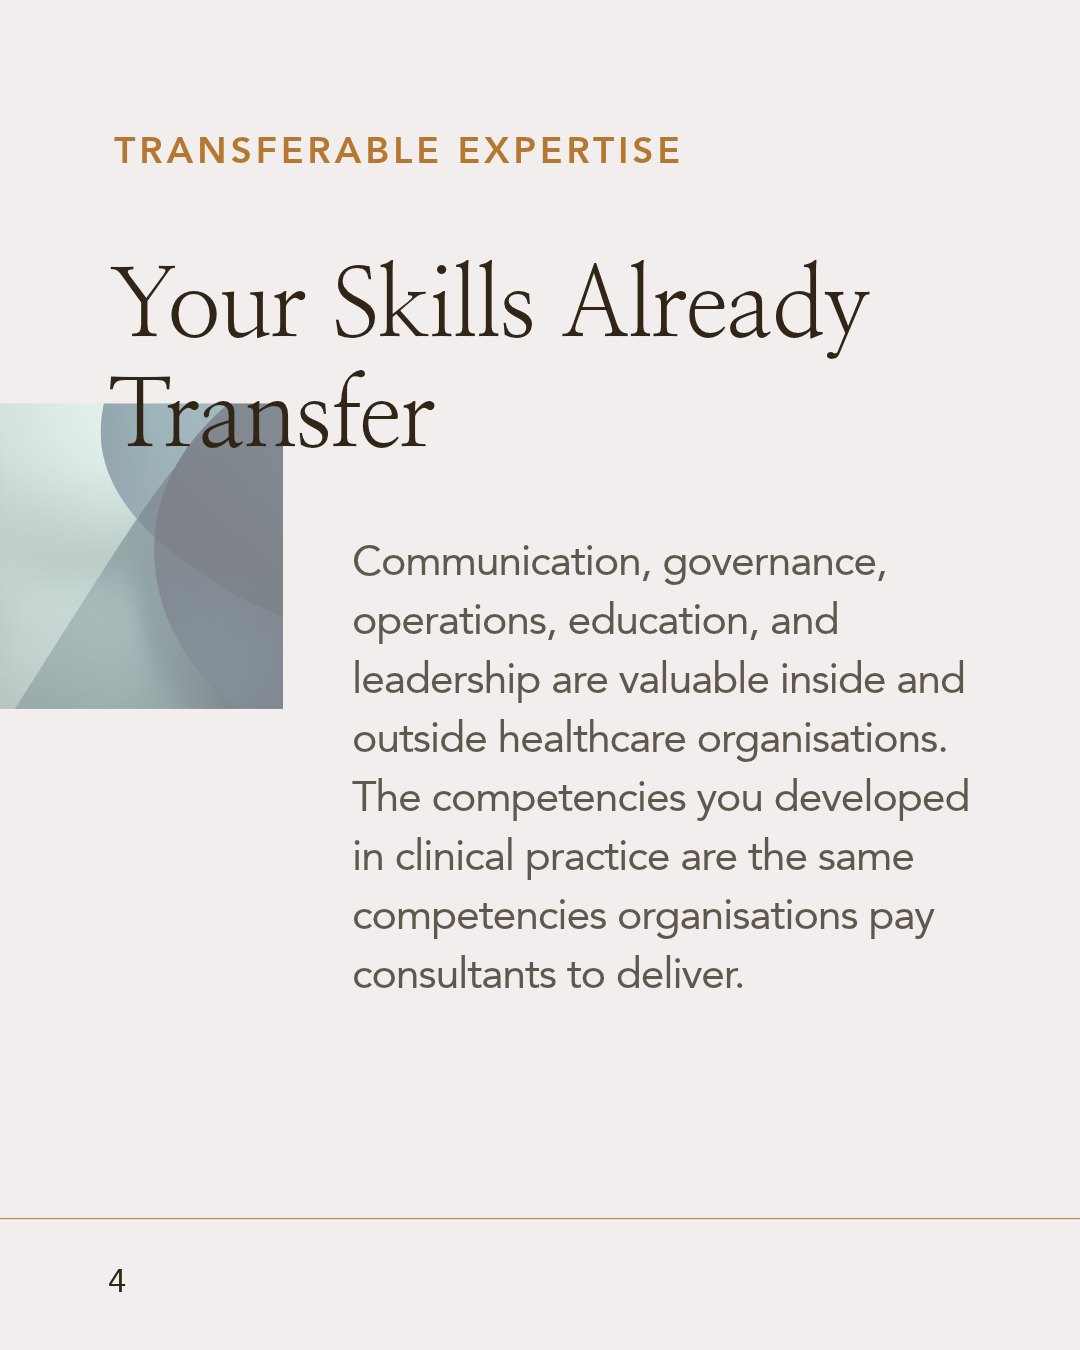 TRANSFERABLE EXPERTISE
Your Skills Already
Transfer
Communication, governance,
operations, education, and
leadership are valuable inside and
outside healthcare organisations.
The competencies you developed
in clinical practice are the same
competencies organisations pay
consultants to deliver.
4